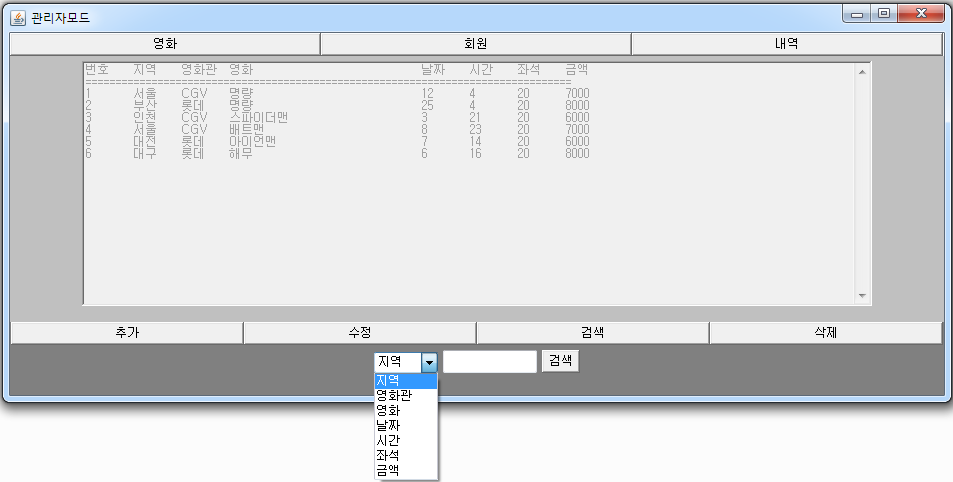 관리자모드
영화 회원 내역
번호 지역 영화관 영화 날짜 시간 좌석 금액
=================================================================================
1 서울 CGV 명량 12 4 20 7000
2 부산 롯데 명량 25 4 20 8000
3 인천 CGV 스파이더맨 3 21 20 6000
4 서울 CGV 배트맨 8 23 20 7000
5 대전 롯데 아이언맨 7 14 20 6000
6 대구 롯데 해무 6 16 20 8000
추가 수정 검색 삭제
지역 검색
지역
영화관
영화
날짜
시간
좌석
금액